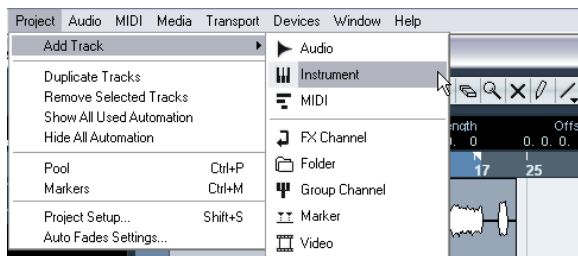 Project Audio MIDI Media Transport Devices Window Help
Add Track
Duplicate Tracks
Remove Selected Tracks
Show All Used Automation
Hide All Automation
Pool Ctrl+P
Markers Ctrl+M
Project Setup... Shift+S
Auto Fades Settings...
Audio
Instrument
MIDI
FX Channel
Folder
Group Channel
Marker
Video
ngth Offs
0. 0 0. 0. 0.
17 25